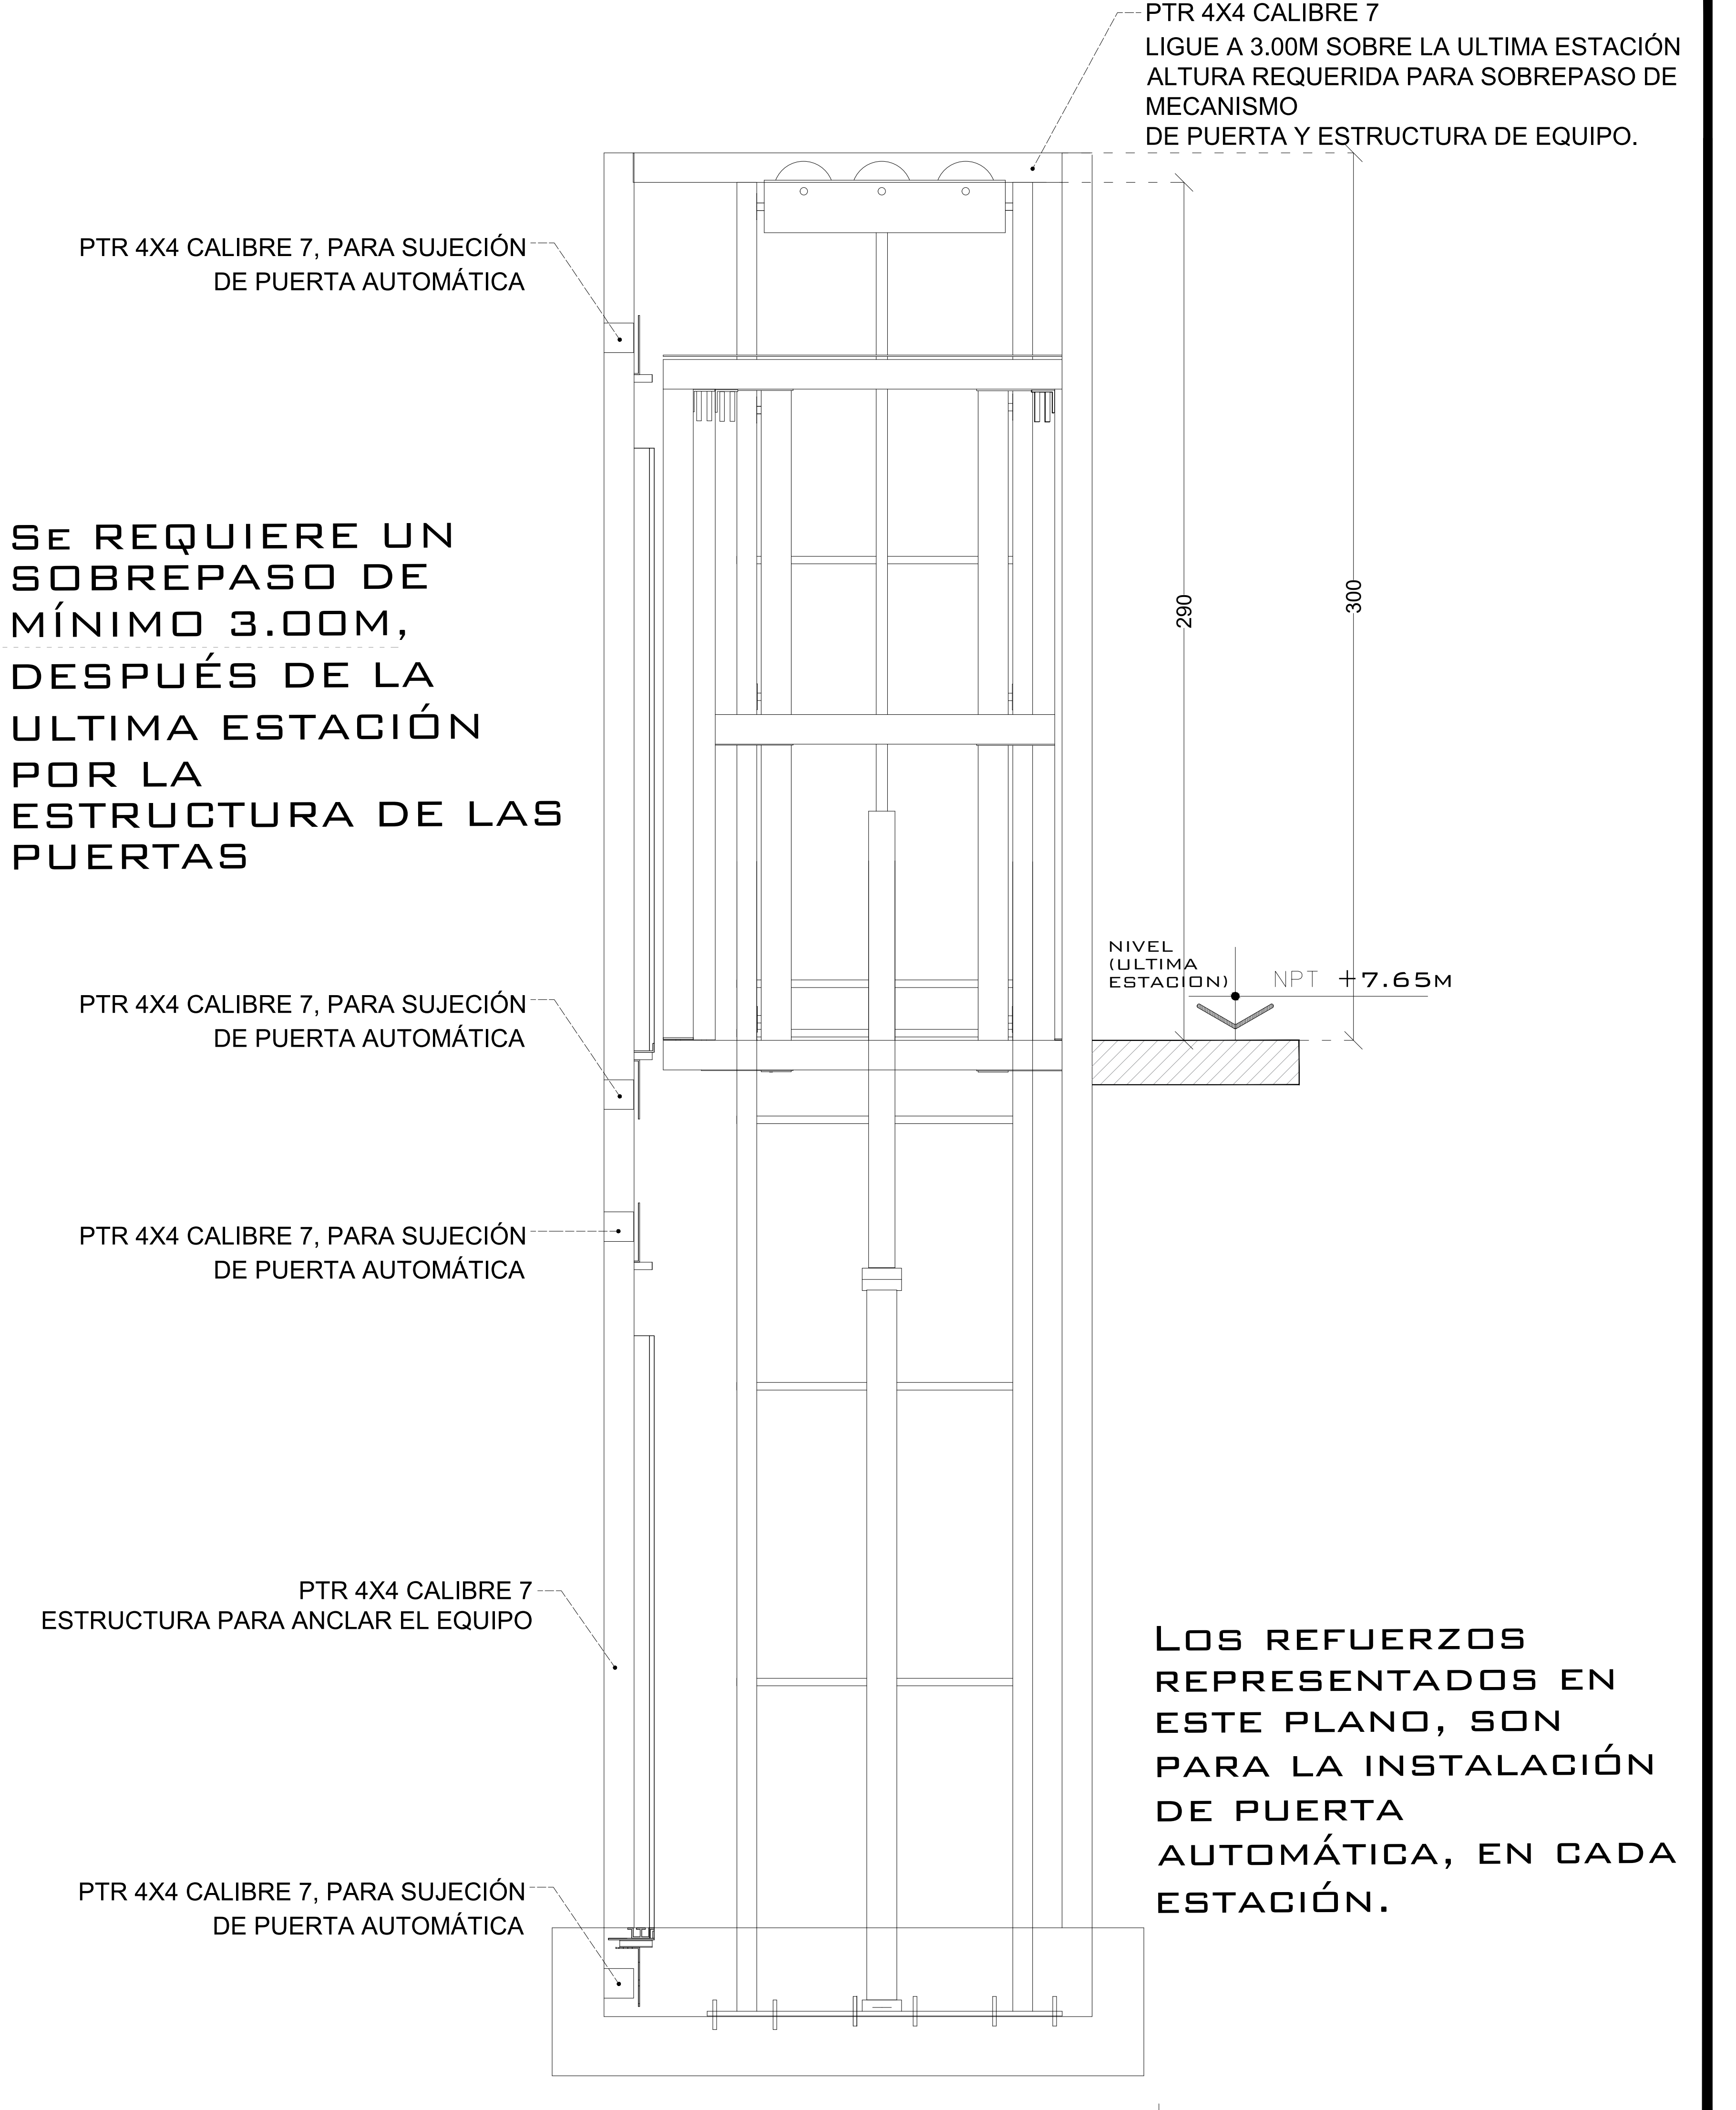 PTR 4X4 CALIBRE 7
LIGUE A 3.00M SOBRE LA ULTIMA ESTACIÓN
ALTURA REQUERIDA PARA SOBREPASO DE
MECANISMO
DE PUERTA Y ESTRUCTURA DE EQUIPO.
PTR 4X4 CALIBRE 7, PARA SUJECIÓN
DE PUERTA AUTOMÁTICA
SE REQUIERE UN
SOBREPASO DE
MÍNIMO 3.00M,
DESPUÉS DE LA
ULTIMA ESTACIÓN
POR LA
ESTRUCTURA DE LAS
PUERTAS
290
300
NIVEL
(ULTIMA
ESTACION)
NPT +7.65M
PTR 4X4 CALIBRE 7, PARA SUJECIÓN
DE PUERTA AUTOMÁTICA
PTR 4X4 CALIBRE 7, PARA SUJECIÓN
DE PUERTA AUTOMÁTICA
PTR 4X4 CALIBRE 7
ESTRUCTURA PARA ANCLAR EL EQUIPO
LOS REFUERZOS
REPRESENTADOS EN
ESTE PLANO, SON
PARA LA INSTALACIÓN
DE PUERTA
AUTOMÁTICA, EN CADA
ESTACIÓN.
PTR 4X4 CALIBRE 7, PARA SUJECIÓN
DE PUERTA AUTOMÁTICA